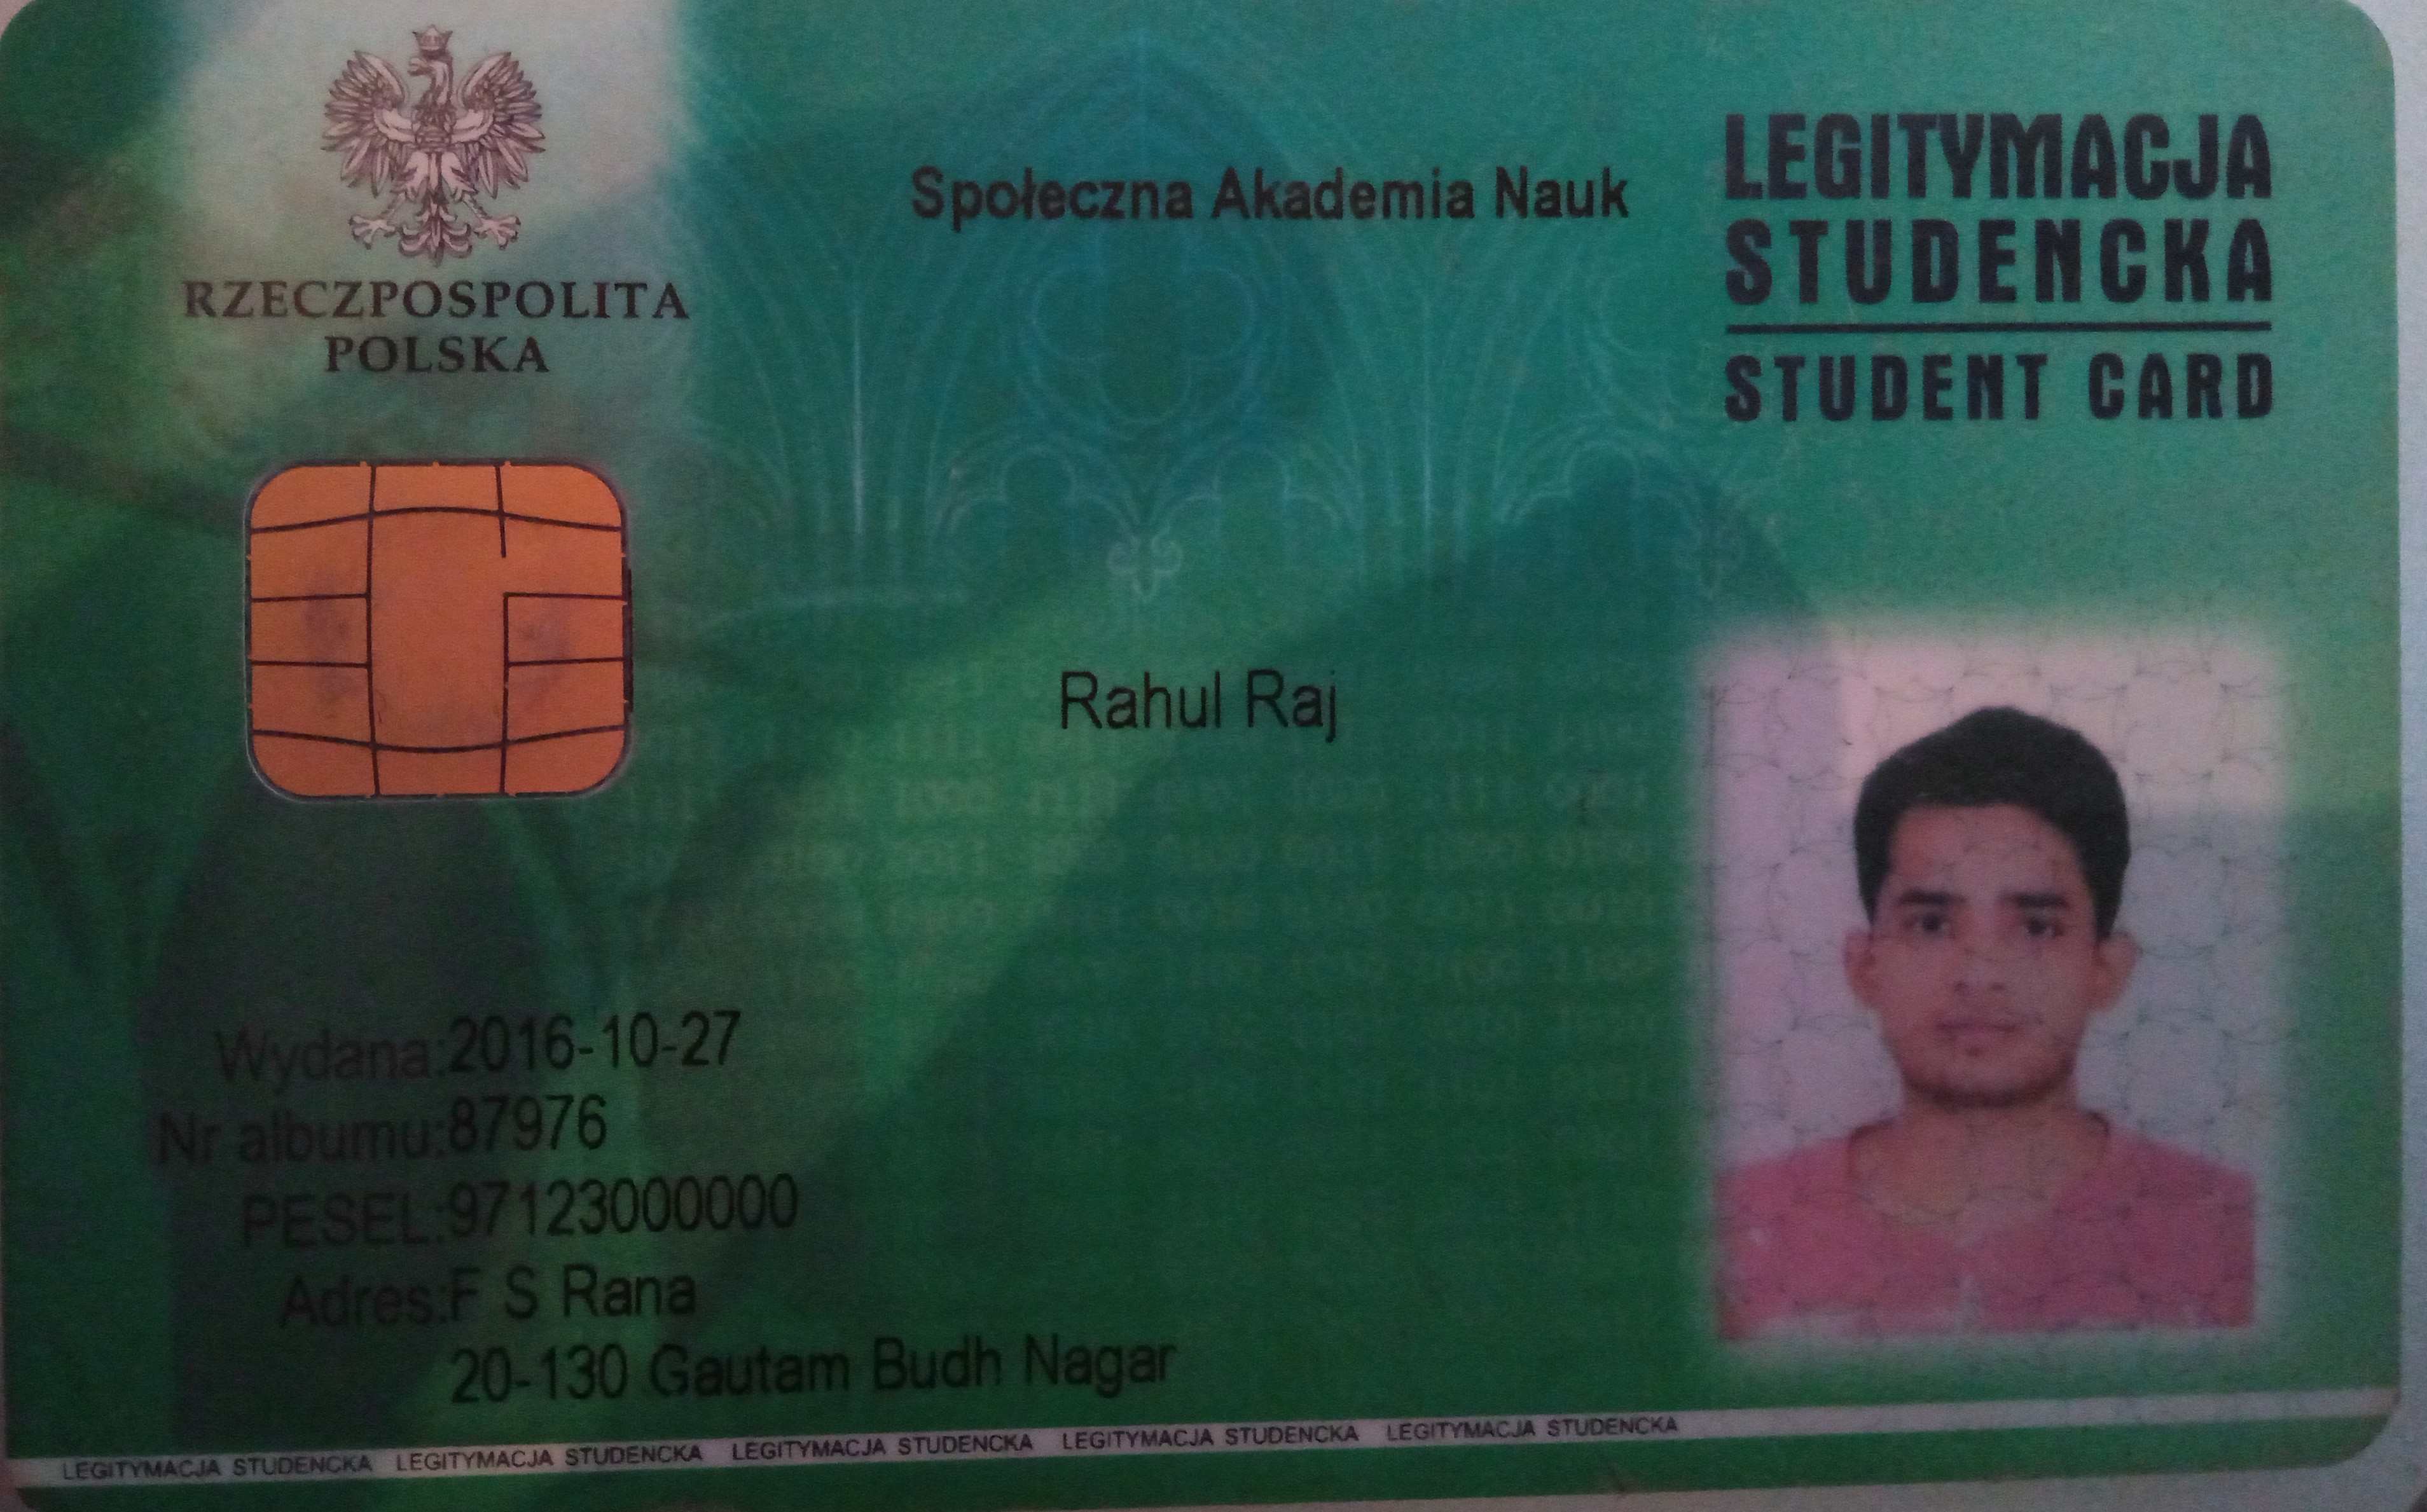 RZECZPOSPOLITA
POLSKA
Społeczna Akademia Nauk
LEGITYMACJA
STUDENCKA
STUDENT CARD
Rahul Raj
Wydana:2016-10-27
Nr albumu:87976
PESEL:97123000000
Adres:F S Rana
20-130 Gautam Budh Nagar
LEGITYMACJA STUDENCKA LEGITYMACJA STUDENCKA LEGITYMACJA STUDENCKA LEGITYMACJA STUDENCKA LEGITYMACJA STUDENCKA